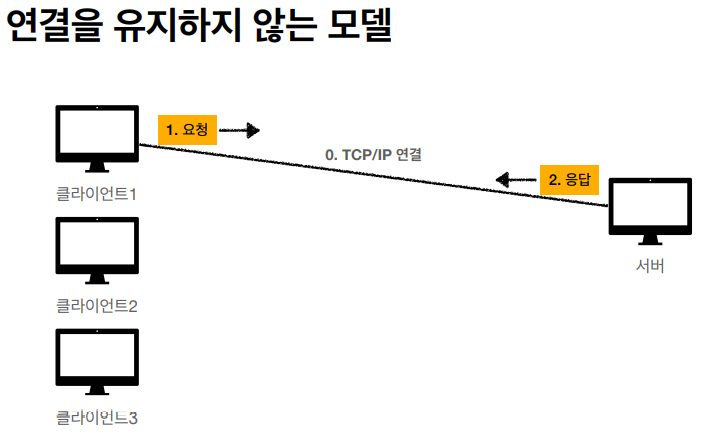 연결을 유지하지 않는 모델
1. 요청
0. TCP/IP 연결
2. 응답
클라이언트1
서버
클라이언트2
클라이언트3